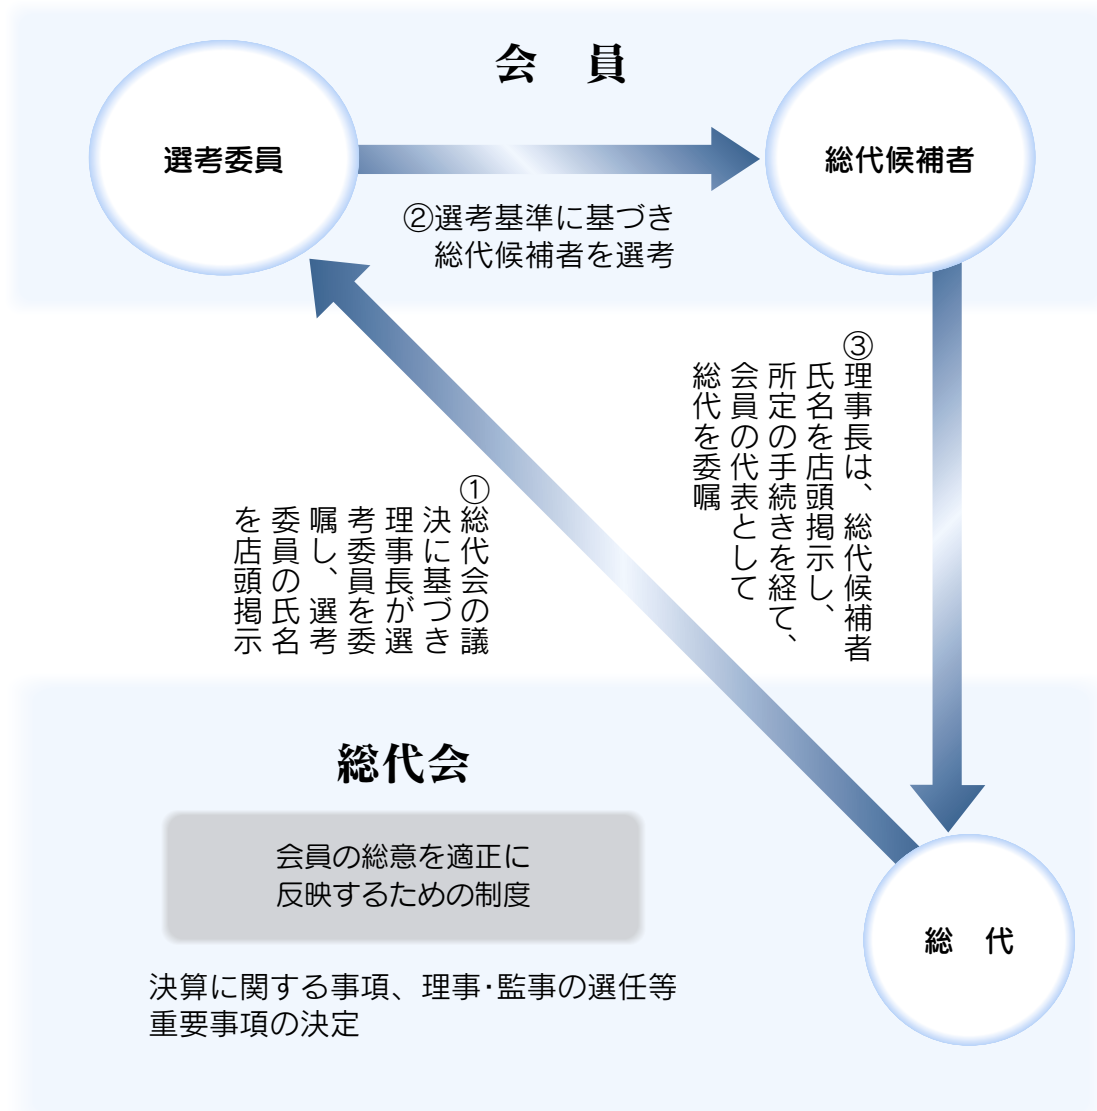 会　員
選考委員
総代候補者
②選考基準に基づき
総代候補者を選考
③理事長は、総代候補者
氏名を店頭掲示し、
所定の手続きを経て、
会員の代表として
総代を委嘱
①総代会の議
決に基づき
理事長が選
考委員を委
嘱し、選考
委員の氏名
を店頭掲示
総代会
会員の総意を適正に
反映するための制度
決算に関する事項、理事・監事の選任等
重要事項の決定
総　代